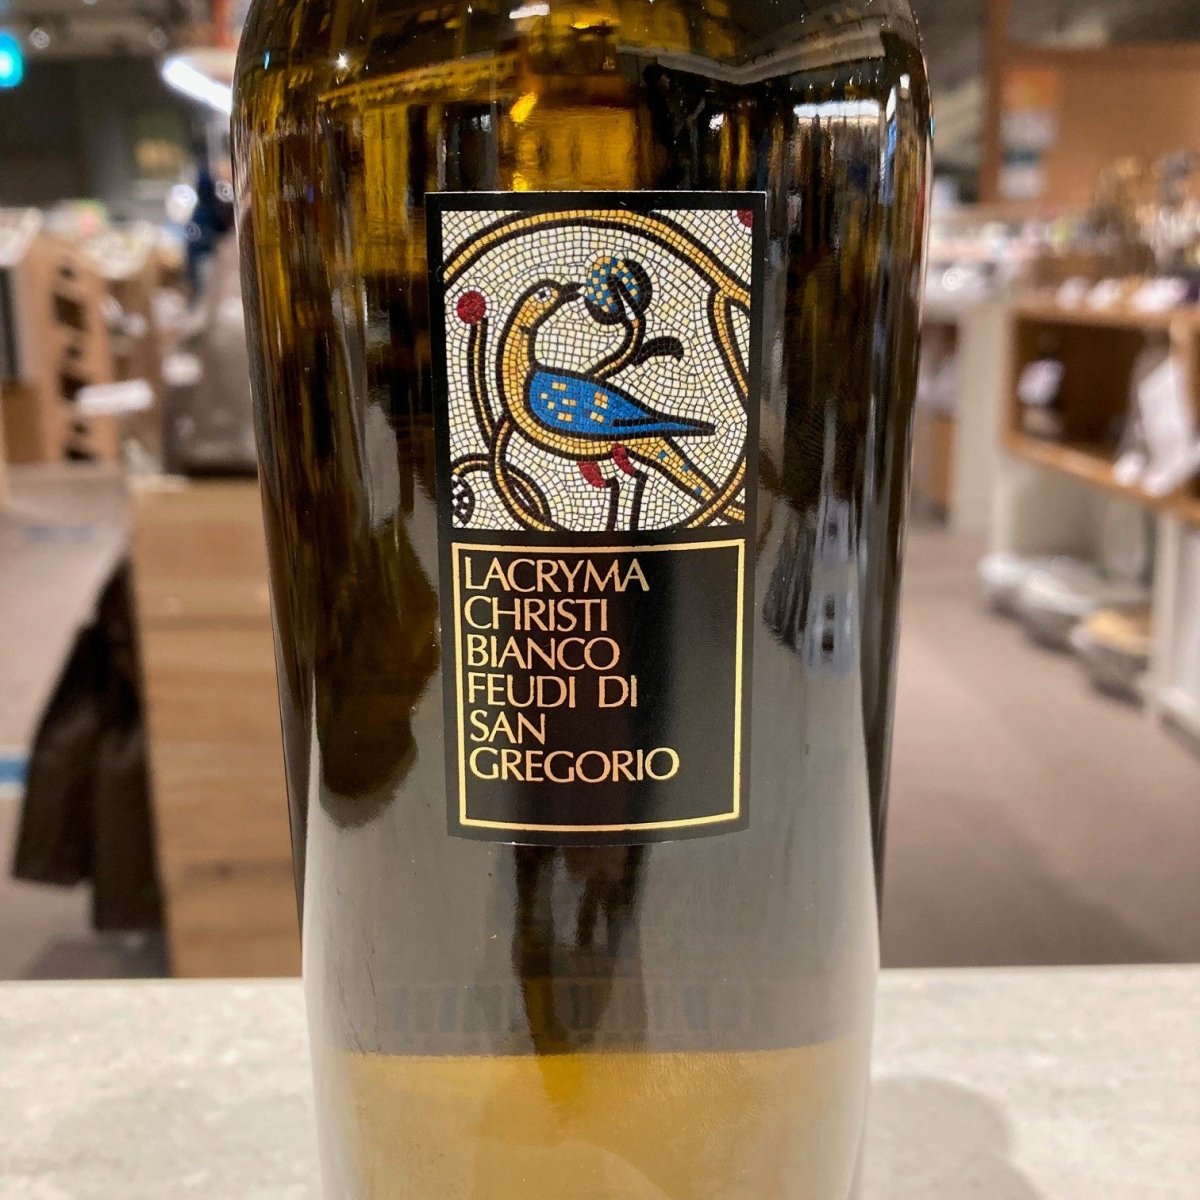 LACRYMA
CHRISTI
BIANCO
FEUDI DI
SAN
GREGORIO